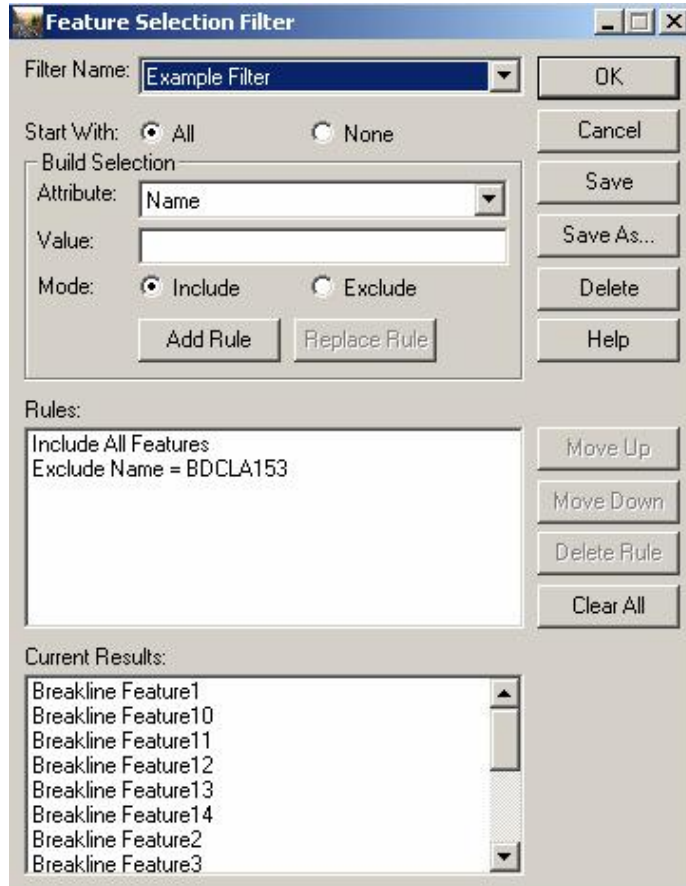 Feature Selection Filter
Filter Name: Example Filter
OK
Start With: All None
Cancel
Build Selection
Attribute: Name
Save
Value:
Save As...
Mode: Include Exclude
Delete
Add Rule Replace Rule
Help
Rules:
Include All Features
Exclude Name = BDCLA153
Move Up
Move Down
Delete Rule
Clear All
Current Results:
Breakline Feature1
Breakline Feature10
Breakline Feature11
Breakline Feature12
Breakline Feature13
Breakline Feature14
Breakline Feature2
Breakline Feature3